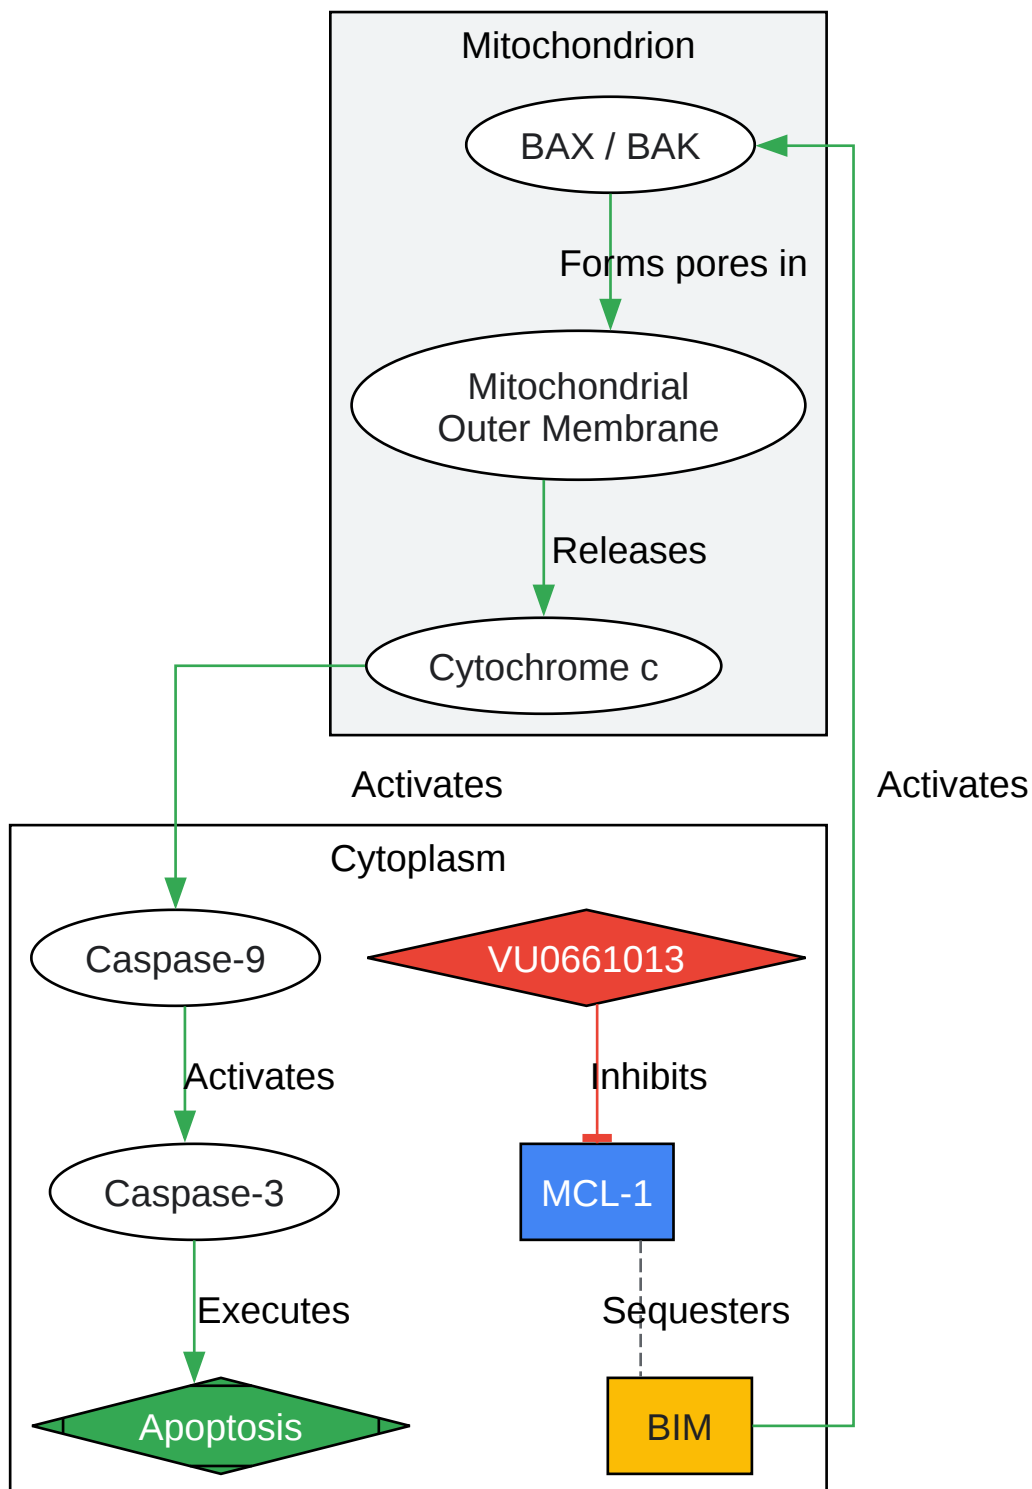 Mitochondrion
BAX / BAK
Forms pores in
Mitochondrial
Outer Membrane
Releases
Cytochrome c
Activates
Activates
Cytoplasm
Caspase-9
VU0661013
Activates
Inhibits
Caspase-3
MCL-1
Executes
Sequesters
Apoptosis
BIM